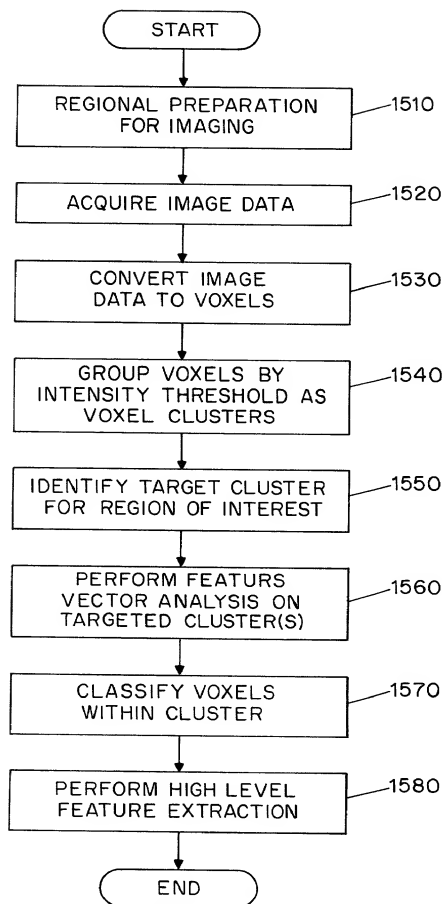 START
REGIONAL PREPARATION
FOR IMAGING
1510
ACQUIRE IMAGE DATA
1520
CONVERT IMAGE
DATA TO VOXELS
1530
GROUP VOXELS BY
INTENSITY THRESHOLD AS
VOXEL CLUSTERS
1540
IDENTIFY TARGET CLUSTER
FOR REGION OF INTEREST
1550
PERFORM FEATURS
VECTOR ANALYSIS ON
TARGETED CLUSTER(S)
1560
CLASSIFY VOXELS
WITHIN CLUSTER
1570
PERFORM HIGH LEVEL
FEATURE EXTRACTION
1580
END